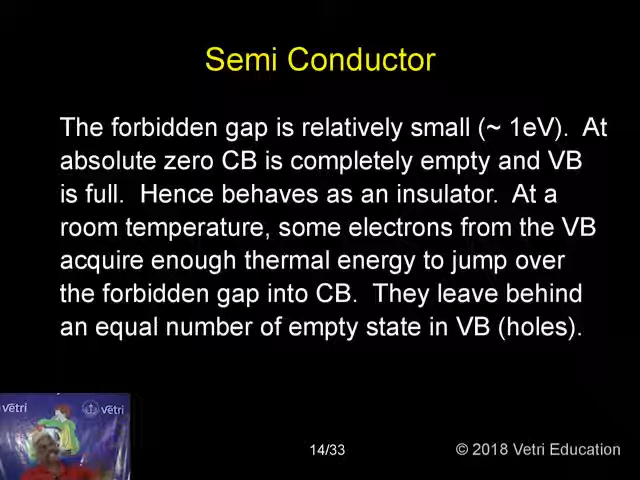 Semi Conductor
The forbidden gap is relatively small (~ 1eV).  At
absolute zero CB is completely empty and VB
is full.  Hence behaves as an insulator.  At a
room temperature, some electrons from the VB
acquire enough thermal energy to jump over
the forbidden gap into CB.  They leave behind
an equal number of empty state in VB (holes).
vetri
vetri
14/33
© 2018 Vetri Education